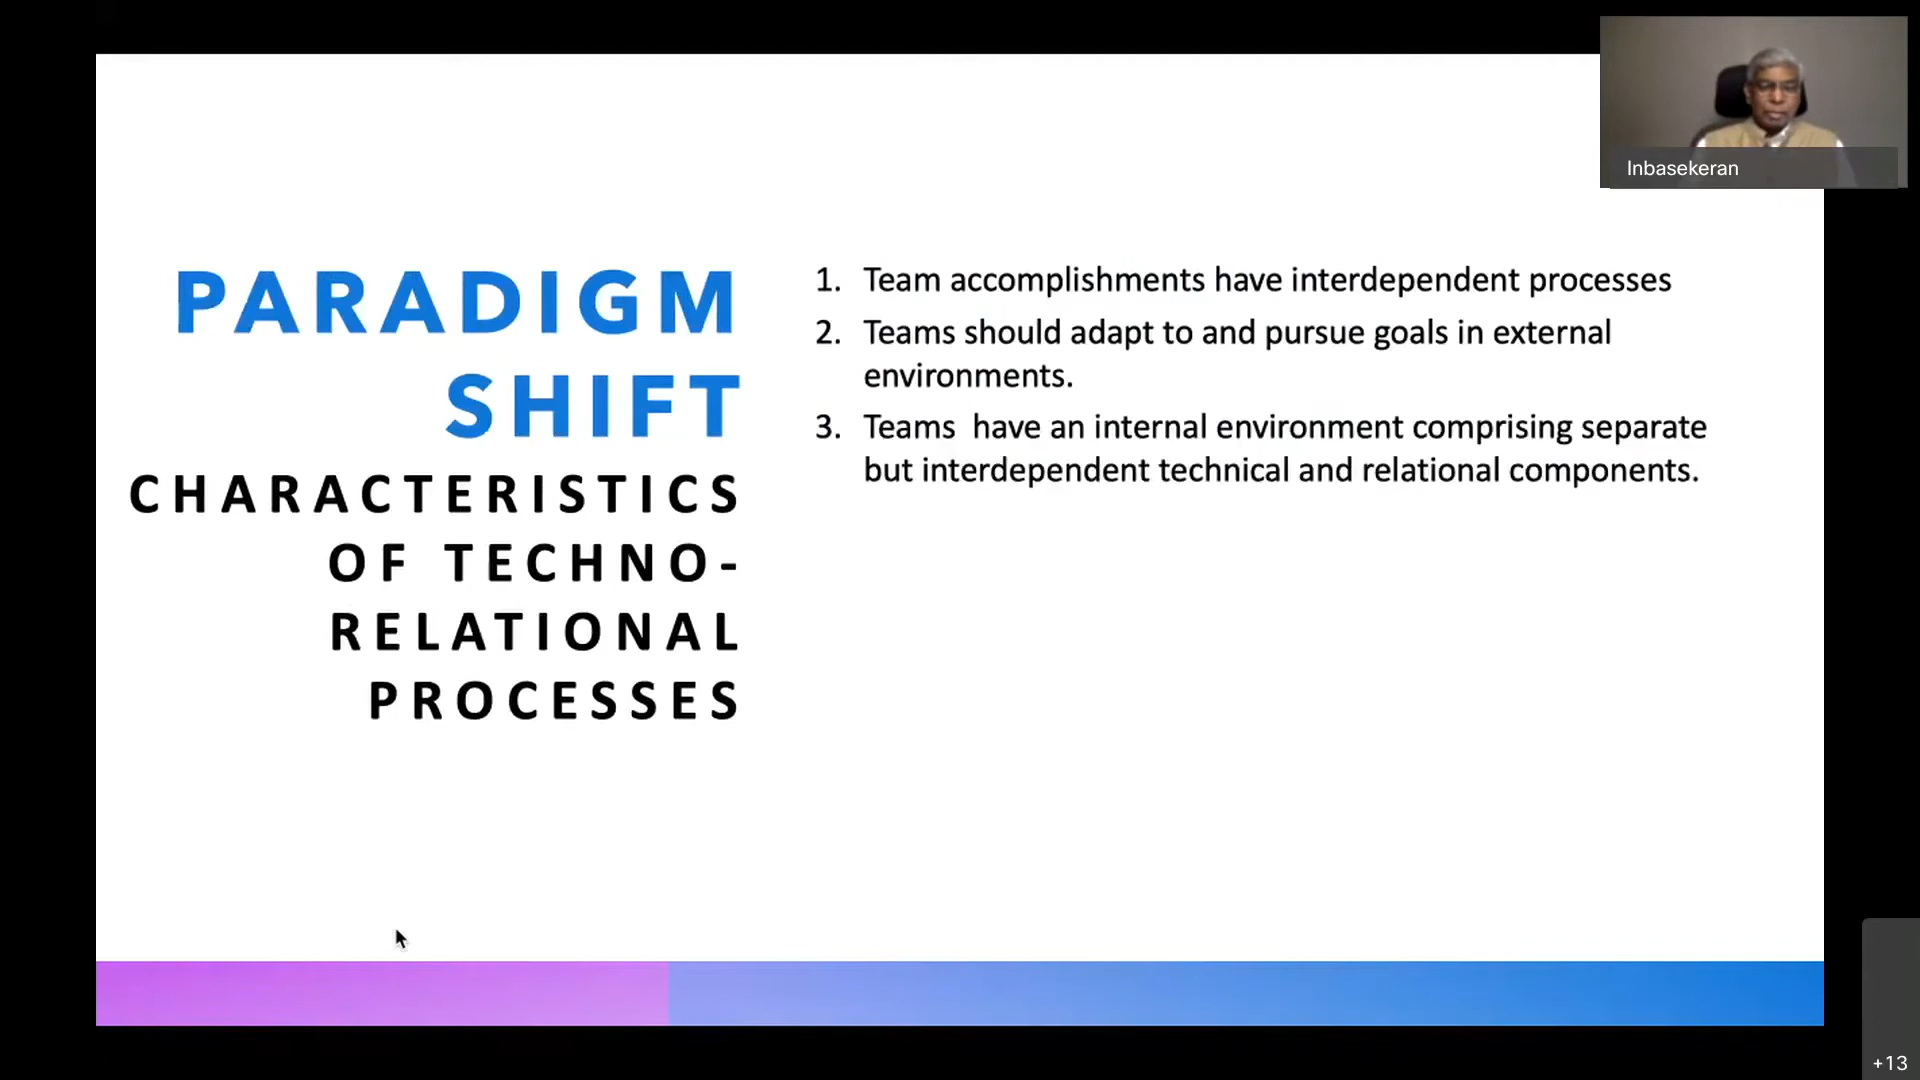 Inbasekeran
PARADIGM
SHIFT
CHARACTERISTICS
OF TECHNO-
RELATIONAL
PROCESSES
1. Team accomplishments have interdependent processes
2. Teams should adapt to and pursue goals in external
environments.
3. Teams  have an internal environment comprising separate
but interdependent technical and relational components.
+13